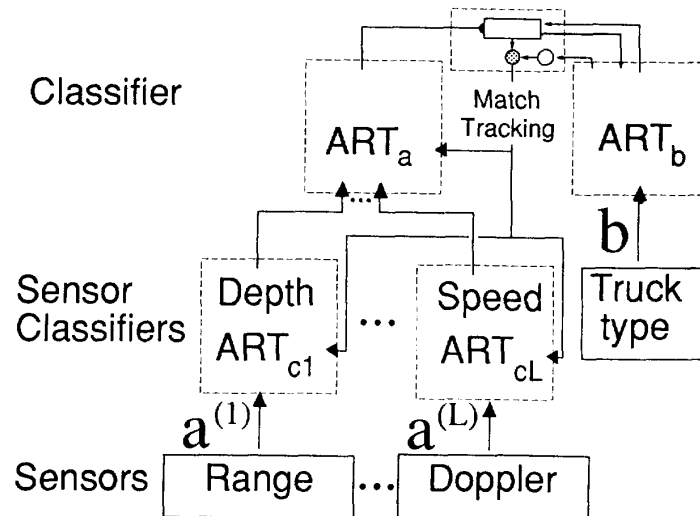 Classifier
Match
Tracking
ART_a
ART_b
b
Sensor
Classifiers
Depth
ART_c1
...
...
Speed
ART_cL
Truck
type
a^(1)
a^(L)
Sensors
Range
...
Doppler